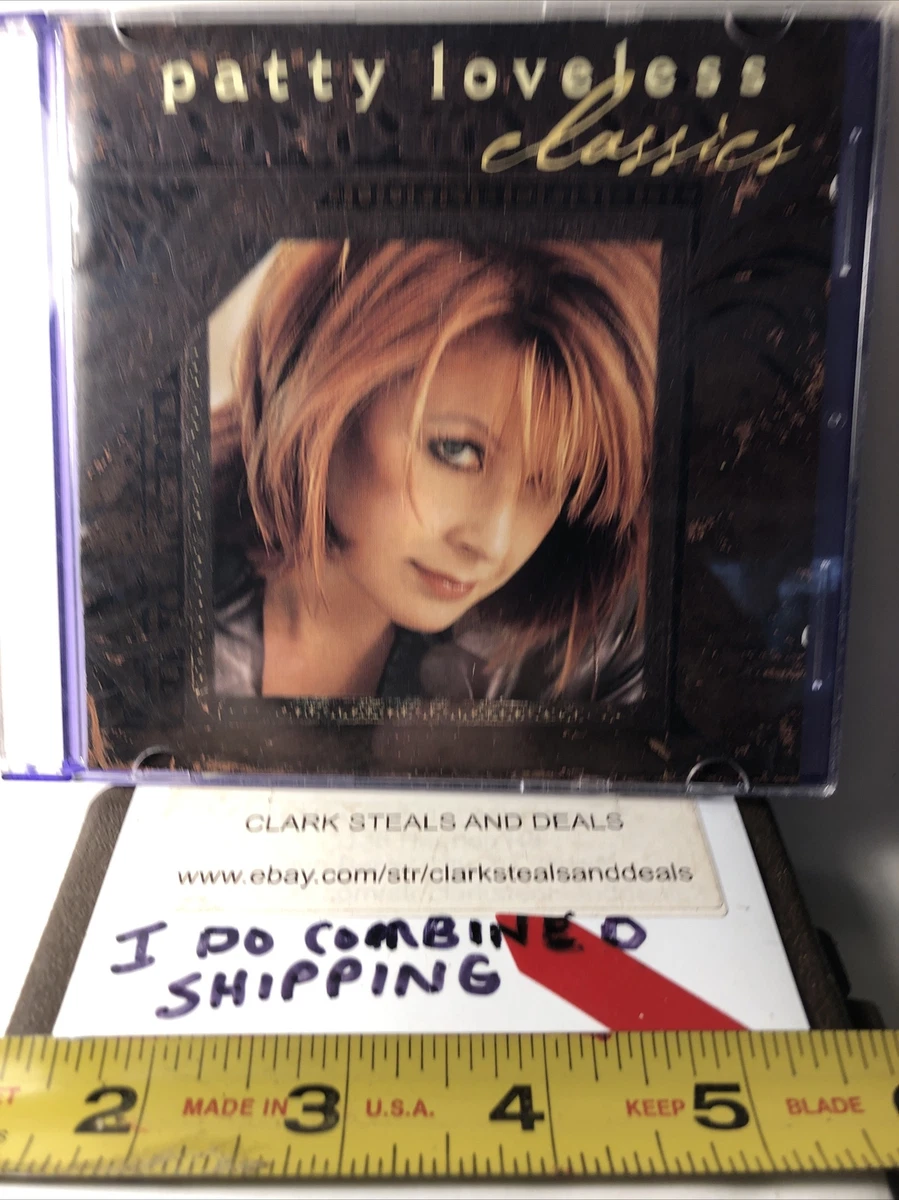 patty loveless
classics
CLARK STEALS AND DEALS
www.ebay.com/str/clarkstealsanddeals
I DO COMBINED
SHIPPING
2 MADE IN 3 U.S.A. 4 KEEP 5 BLADE